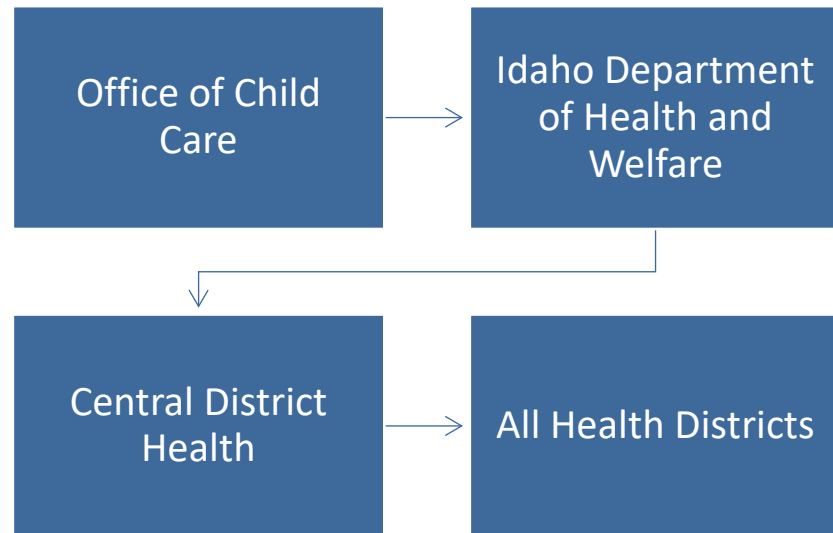 Office of Child
Care
Idaho Department
of Health and
Welfare
Central District
Health
All Health Districts